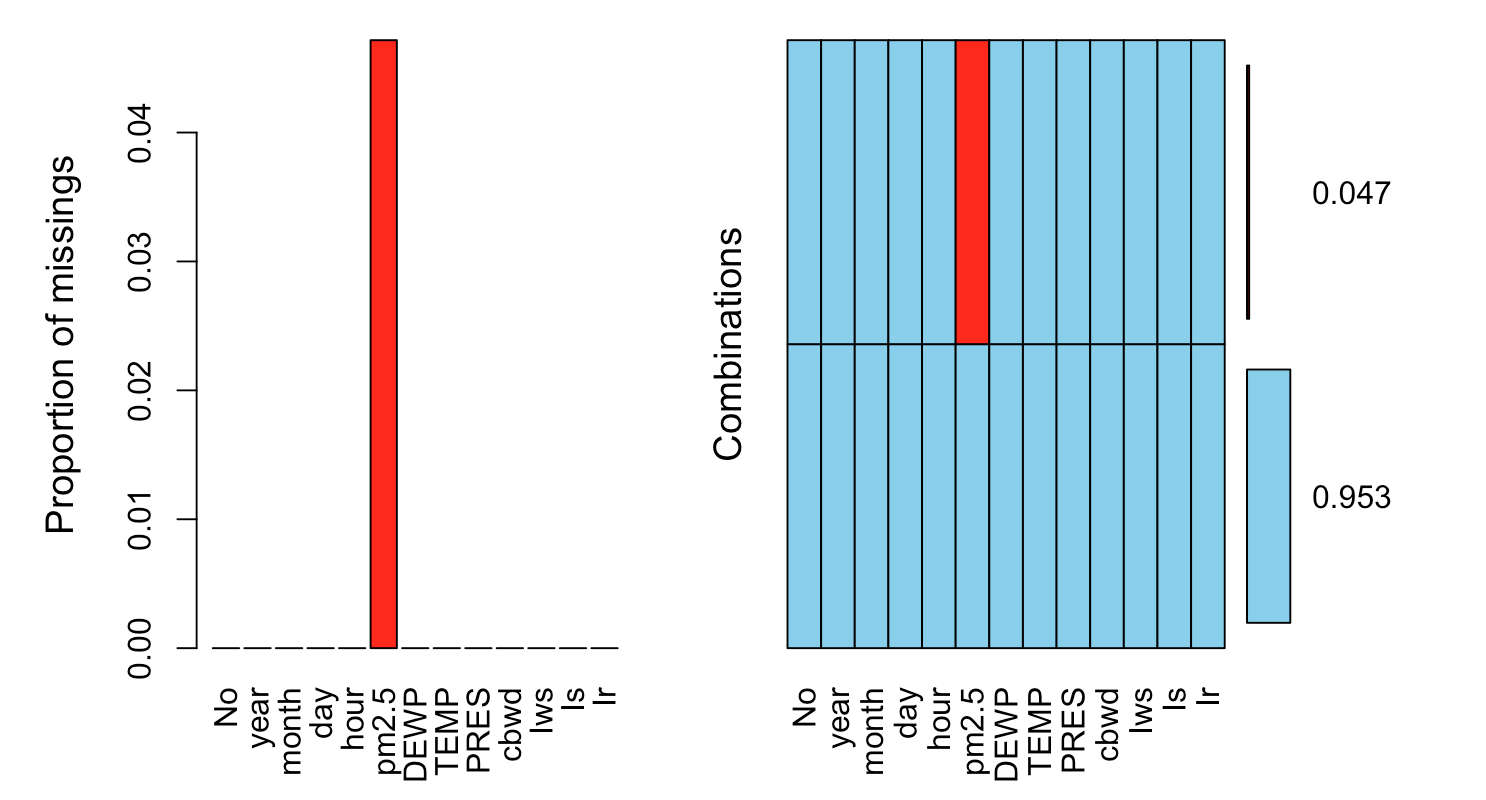 Proportion of missings
0.04
0.03
0.02
0.01
0.00
No
year
month
day
hour
pm2.5
DEWP
TEMP
PRES
cbwd
Iws
Is
Ir
Combinations
No
year
month
day
hour
pm2.5
DEWP
TEMP
PRES
cbwd
Iws
Is
Ir
0.047
0.953